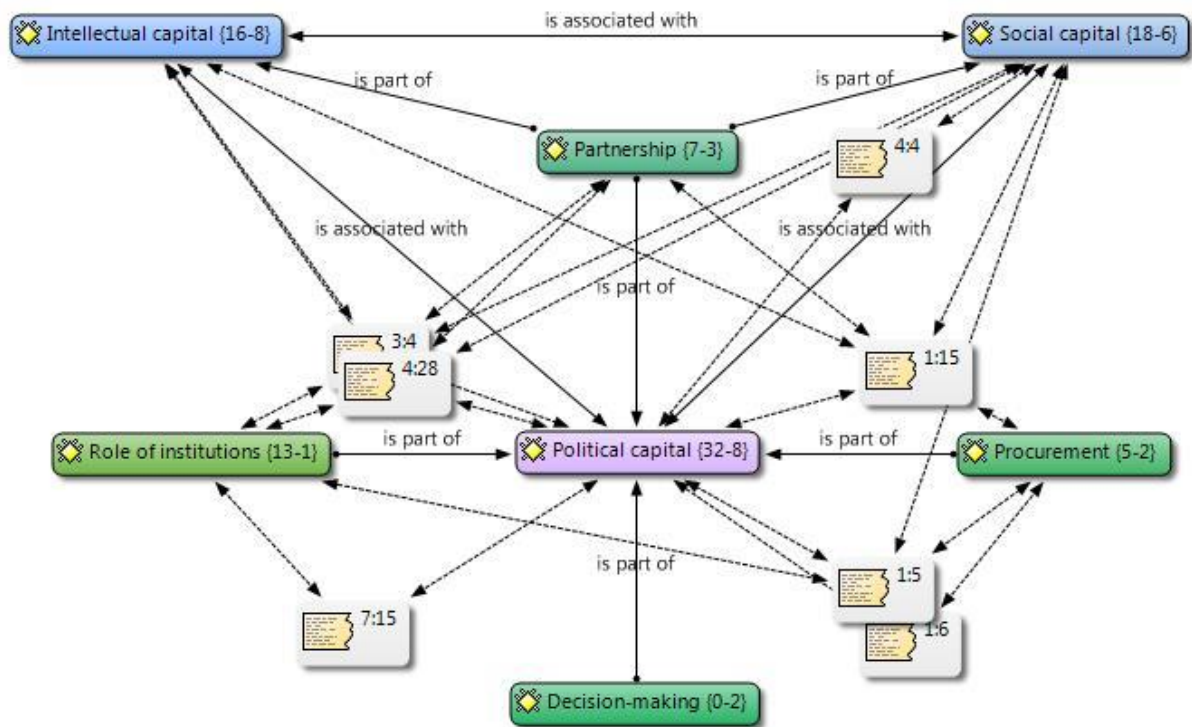 is associated with
Intellectual capital {16-8}
Social capital {18-6}
is part of
is part of
Partnership {7-3}
4:4
is associated with
is associated with
is part of
3:4
4:28
1:15
Role of institutions {13-1}
is part of
Political capital {32-8}
is part of
Procurement {5-2}
is part of
1:5
7:15
1:6
Decision-making {0-2}